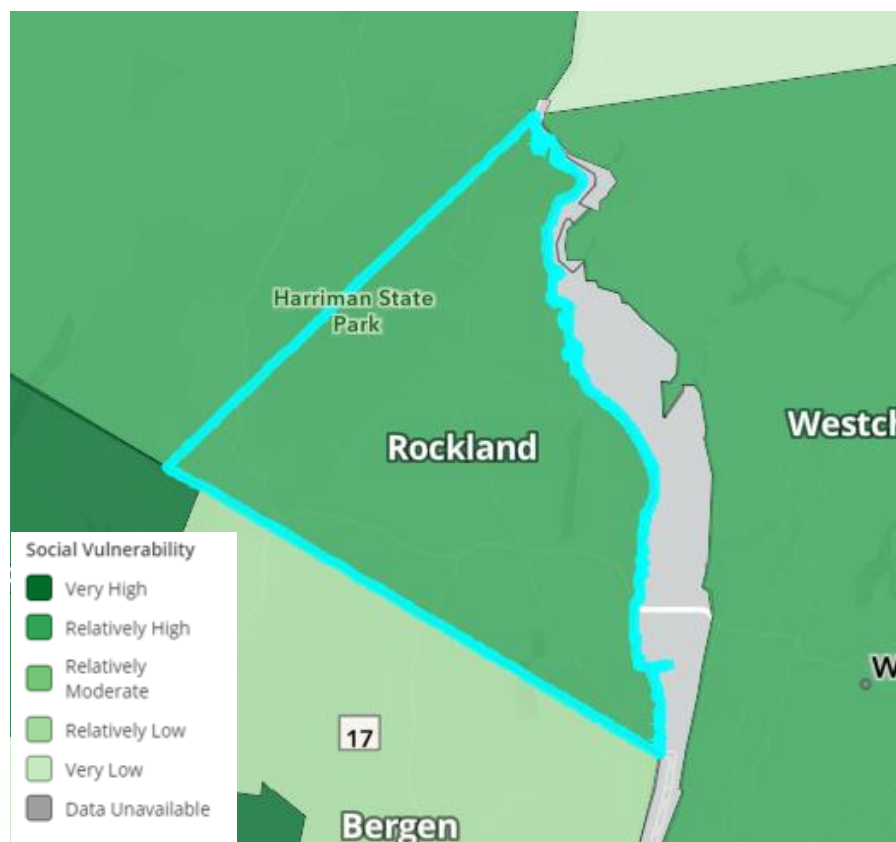 Harriman State
Park
Rockland
Westch
Social Vulnerability
Very High
Relatively High
Relatively
Moderate
Relatively Low
Very Low
Data Unavailable
W
17
Bergen